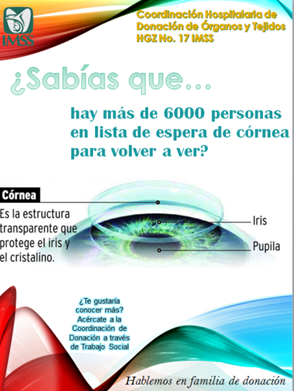 IMSS
Coordinación Hospitalaria de
Donación de Órganos y Tejidos
HGZ No. 17 IMSS
¿Sabías que...
hay más de 6000 personas
en lista de espera de córnea
para volver a ver?
Córnea
Es la estructura
transparente que
protege el iris y
el cristalino.
Iris
Pupila
¿Te gustaría
conocer más?
Acércate a la
Coordinación de
Donación a través
de Trabajo Social
Hablemos en familia de donación